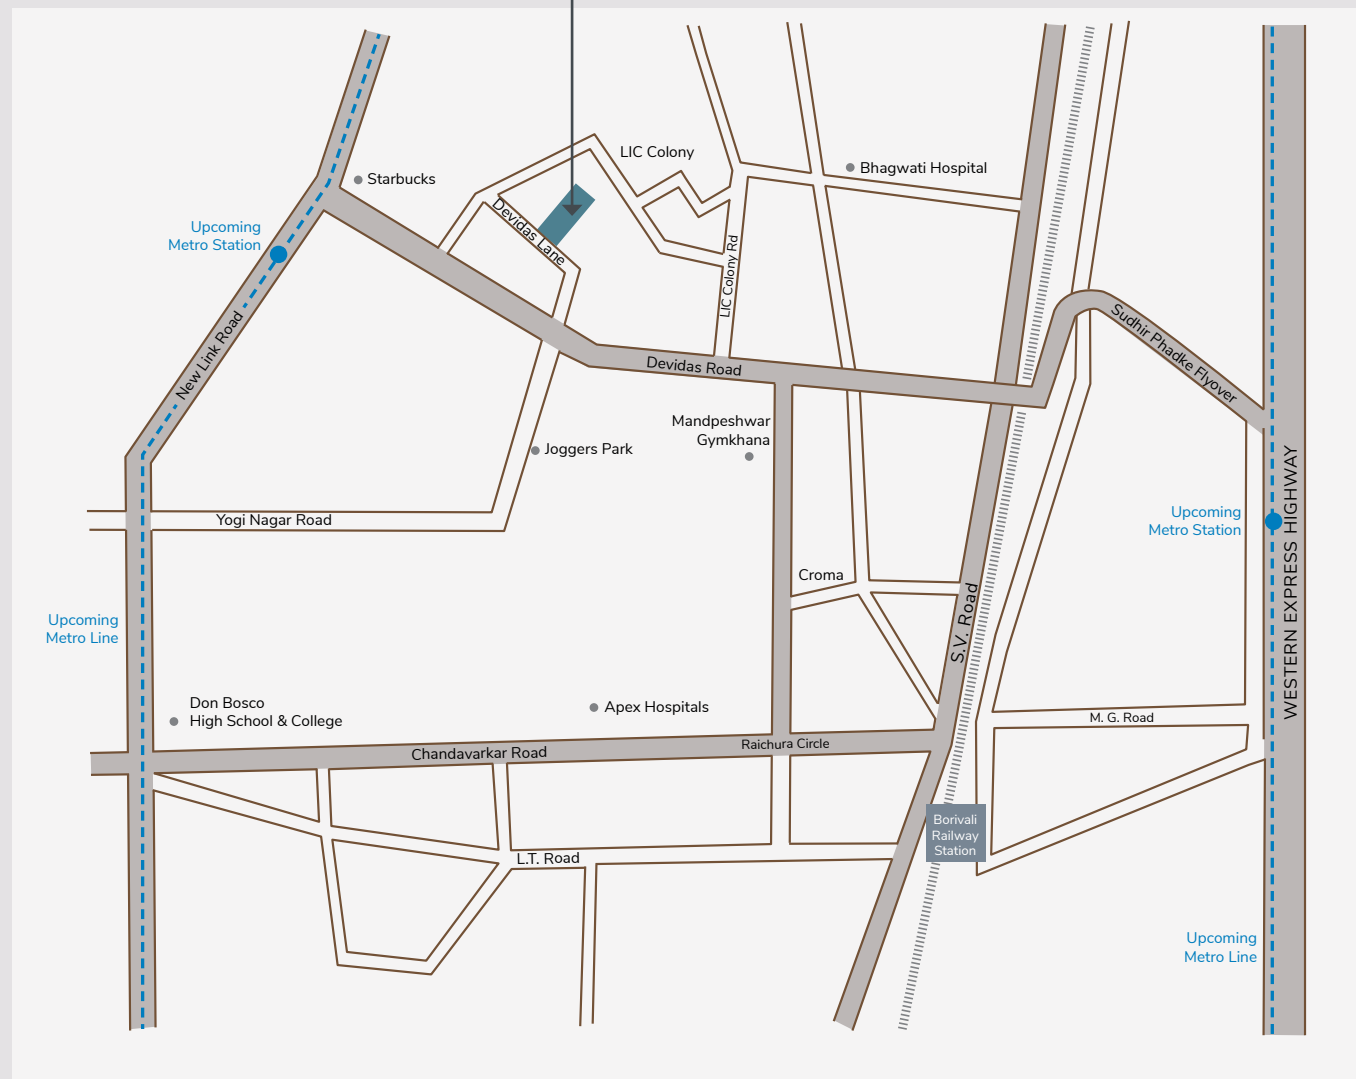 LIC Colony
Bhagwati Hospital
Starbucks
Devidas Lane
Upcoming
Metro Station
LIC Colony Rd
New Link Road
Sudhir Phadke Flyover
Devidas Road
Mandpeshwar
Gymkhana
Joggers Park
Yogi Nagar Road
Upcoming
Metro Station
WESTERN EXPRESS HIGHWAY
Croma
S.V. Road
Upcoming
Metro Line
Don Bosco
High School & College
Apex Hospitals
M. G. Road
Raichura Circle
Chandavarkar Road
Borivali
Railway
Station
L.T. Road
Upcoming
Metro Line